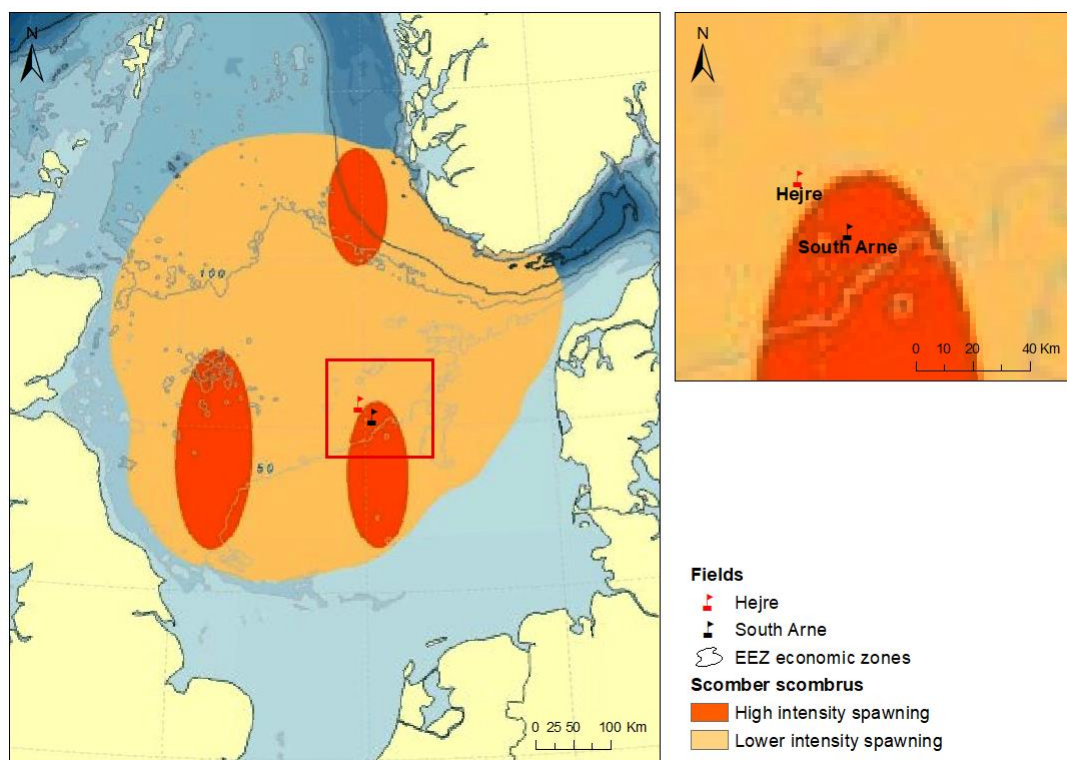 N
100
50
0 25 50 100 Km
N
Hejre
South Arne
0 10 20 40 Km
Fields
Hejre
South Arne
EEZ economic zones
Scomber scombrus
High intensity spawning
Lower intensity spawning